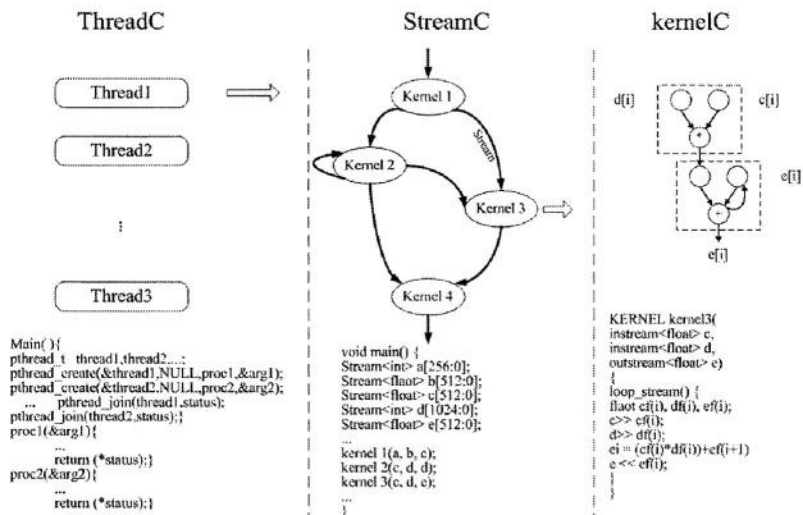 ThreadC
Thread1
Thread2
⋮
Thread3
Main( ){
pthread_t thread1,thread2,...;
pthread_create(&thread1,NULL,proc1,&arg1);
pthread_create(&thread2,NULL,proc2,&arg2)
... pthread_join(thread1,status);
pthread_join(thread2,status);}
proc1(&arg1){
...
return (*status);}
proc2(&arg2){
...
return (*status);}
StreamC
Kernel 1
Stream
Kernel 2
Kernel 3
Kernel 4
void main() {
Stream<int> a[256:0];
Stream<flaot> b[512:0];
Stream<float> c[512:0];
Stream<int> d[1024:0];
Stream<float> e[512:0];
...
kernel 1(a, b, c);
kernel 2(c, d, d);
kernel 3(c, d, e);
...
}
kernelC
d[i]
c[i]
*
e[i]
+
e[i]
KERNEL kernel3(
instream<float> c,
instream<float> d,
outstream<float> e)
{
loop_stream() {
flaot cf(i), df(i), ef(i);
c>> cf(i);
d>> df(i);
ei = (cf(i)*df(i))+ef(i+1)
e << ef(i);
}
}